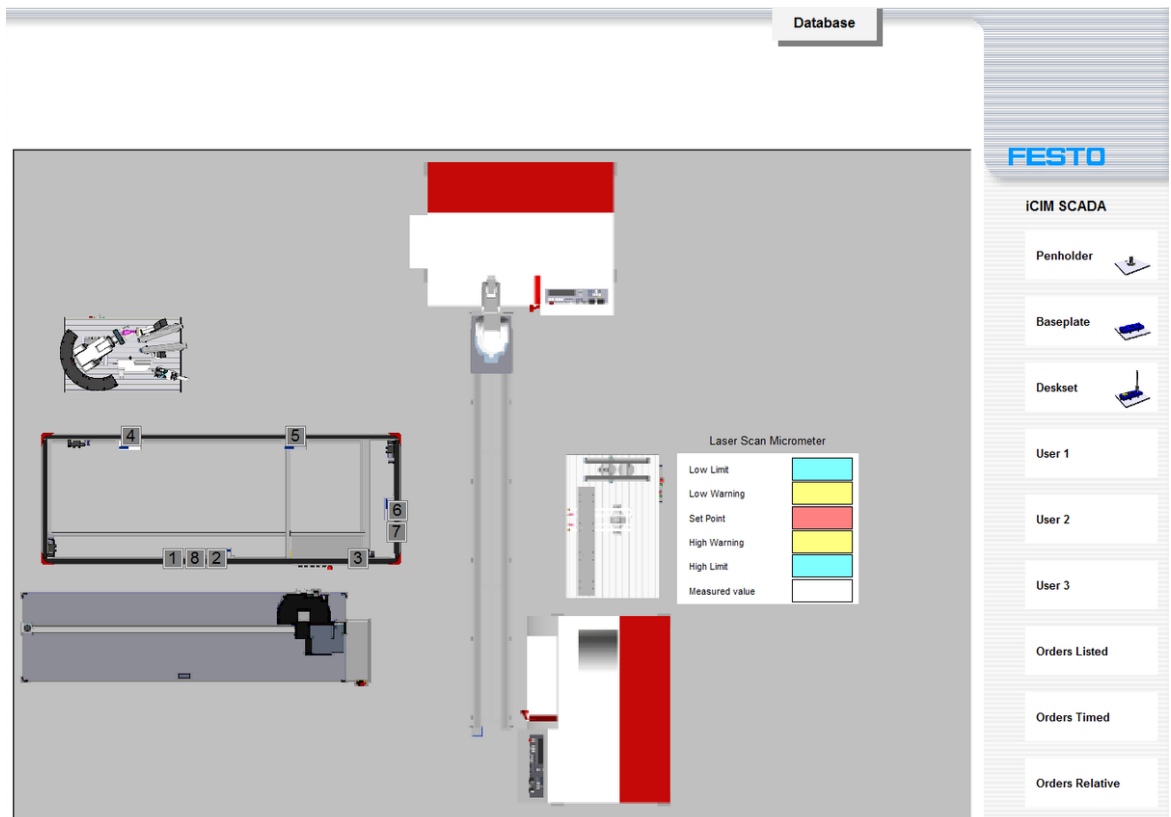 Database
FESTO
iCIM SCADA
Penholder
Baseplate
Deskset
User 1
User 2
User 3
Orders Listed
Orders Timed
Orders Relative
4
5
6
7
1 8 2 3
Laser Scan Micrometer
Low Limit
Low Warning
Set Point
High Warning
High Limit
Measured value